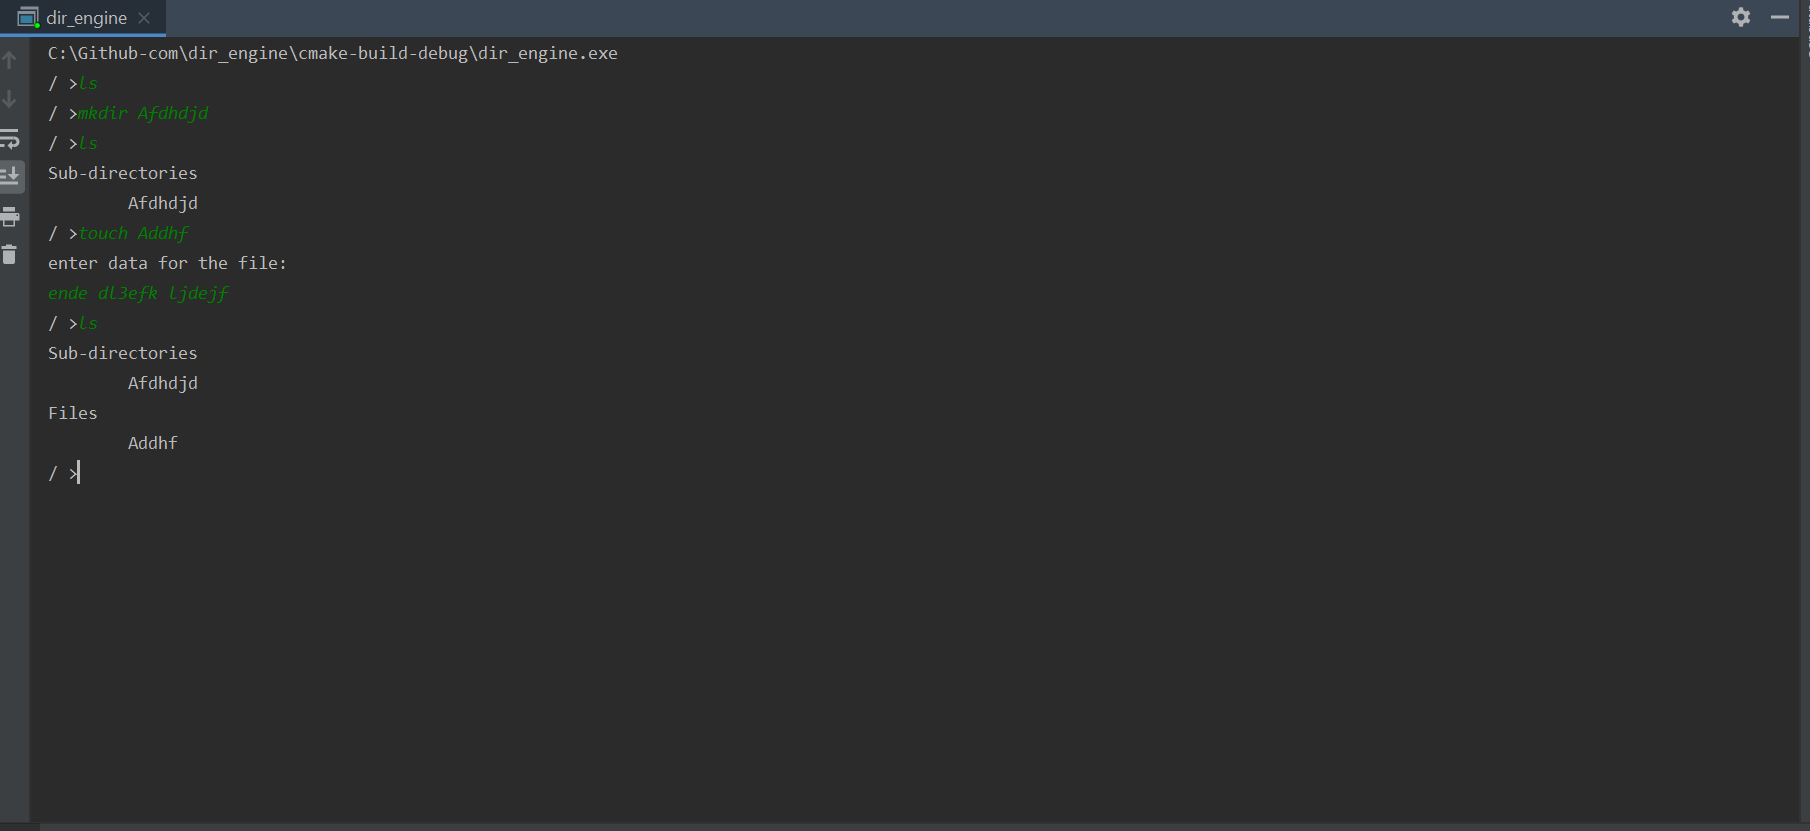 dir_engine
C:\Github-com\dir_engine\cmake-build-debug\dir_engine.exe
/ >ls
/ >mkdir Afdhdjd
/ >ls
Sub-directories
Afdhdjd
/ >touch Addhf
enter data for the file:
ende dl3efk ljdejf
/ >ls
Sub-directories
Afdhdjd
Files
Addhf
/ >